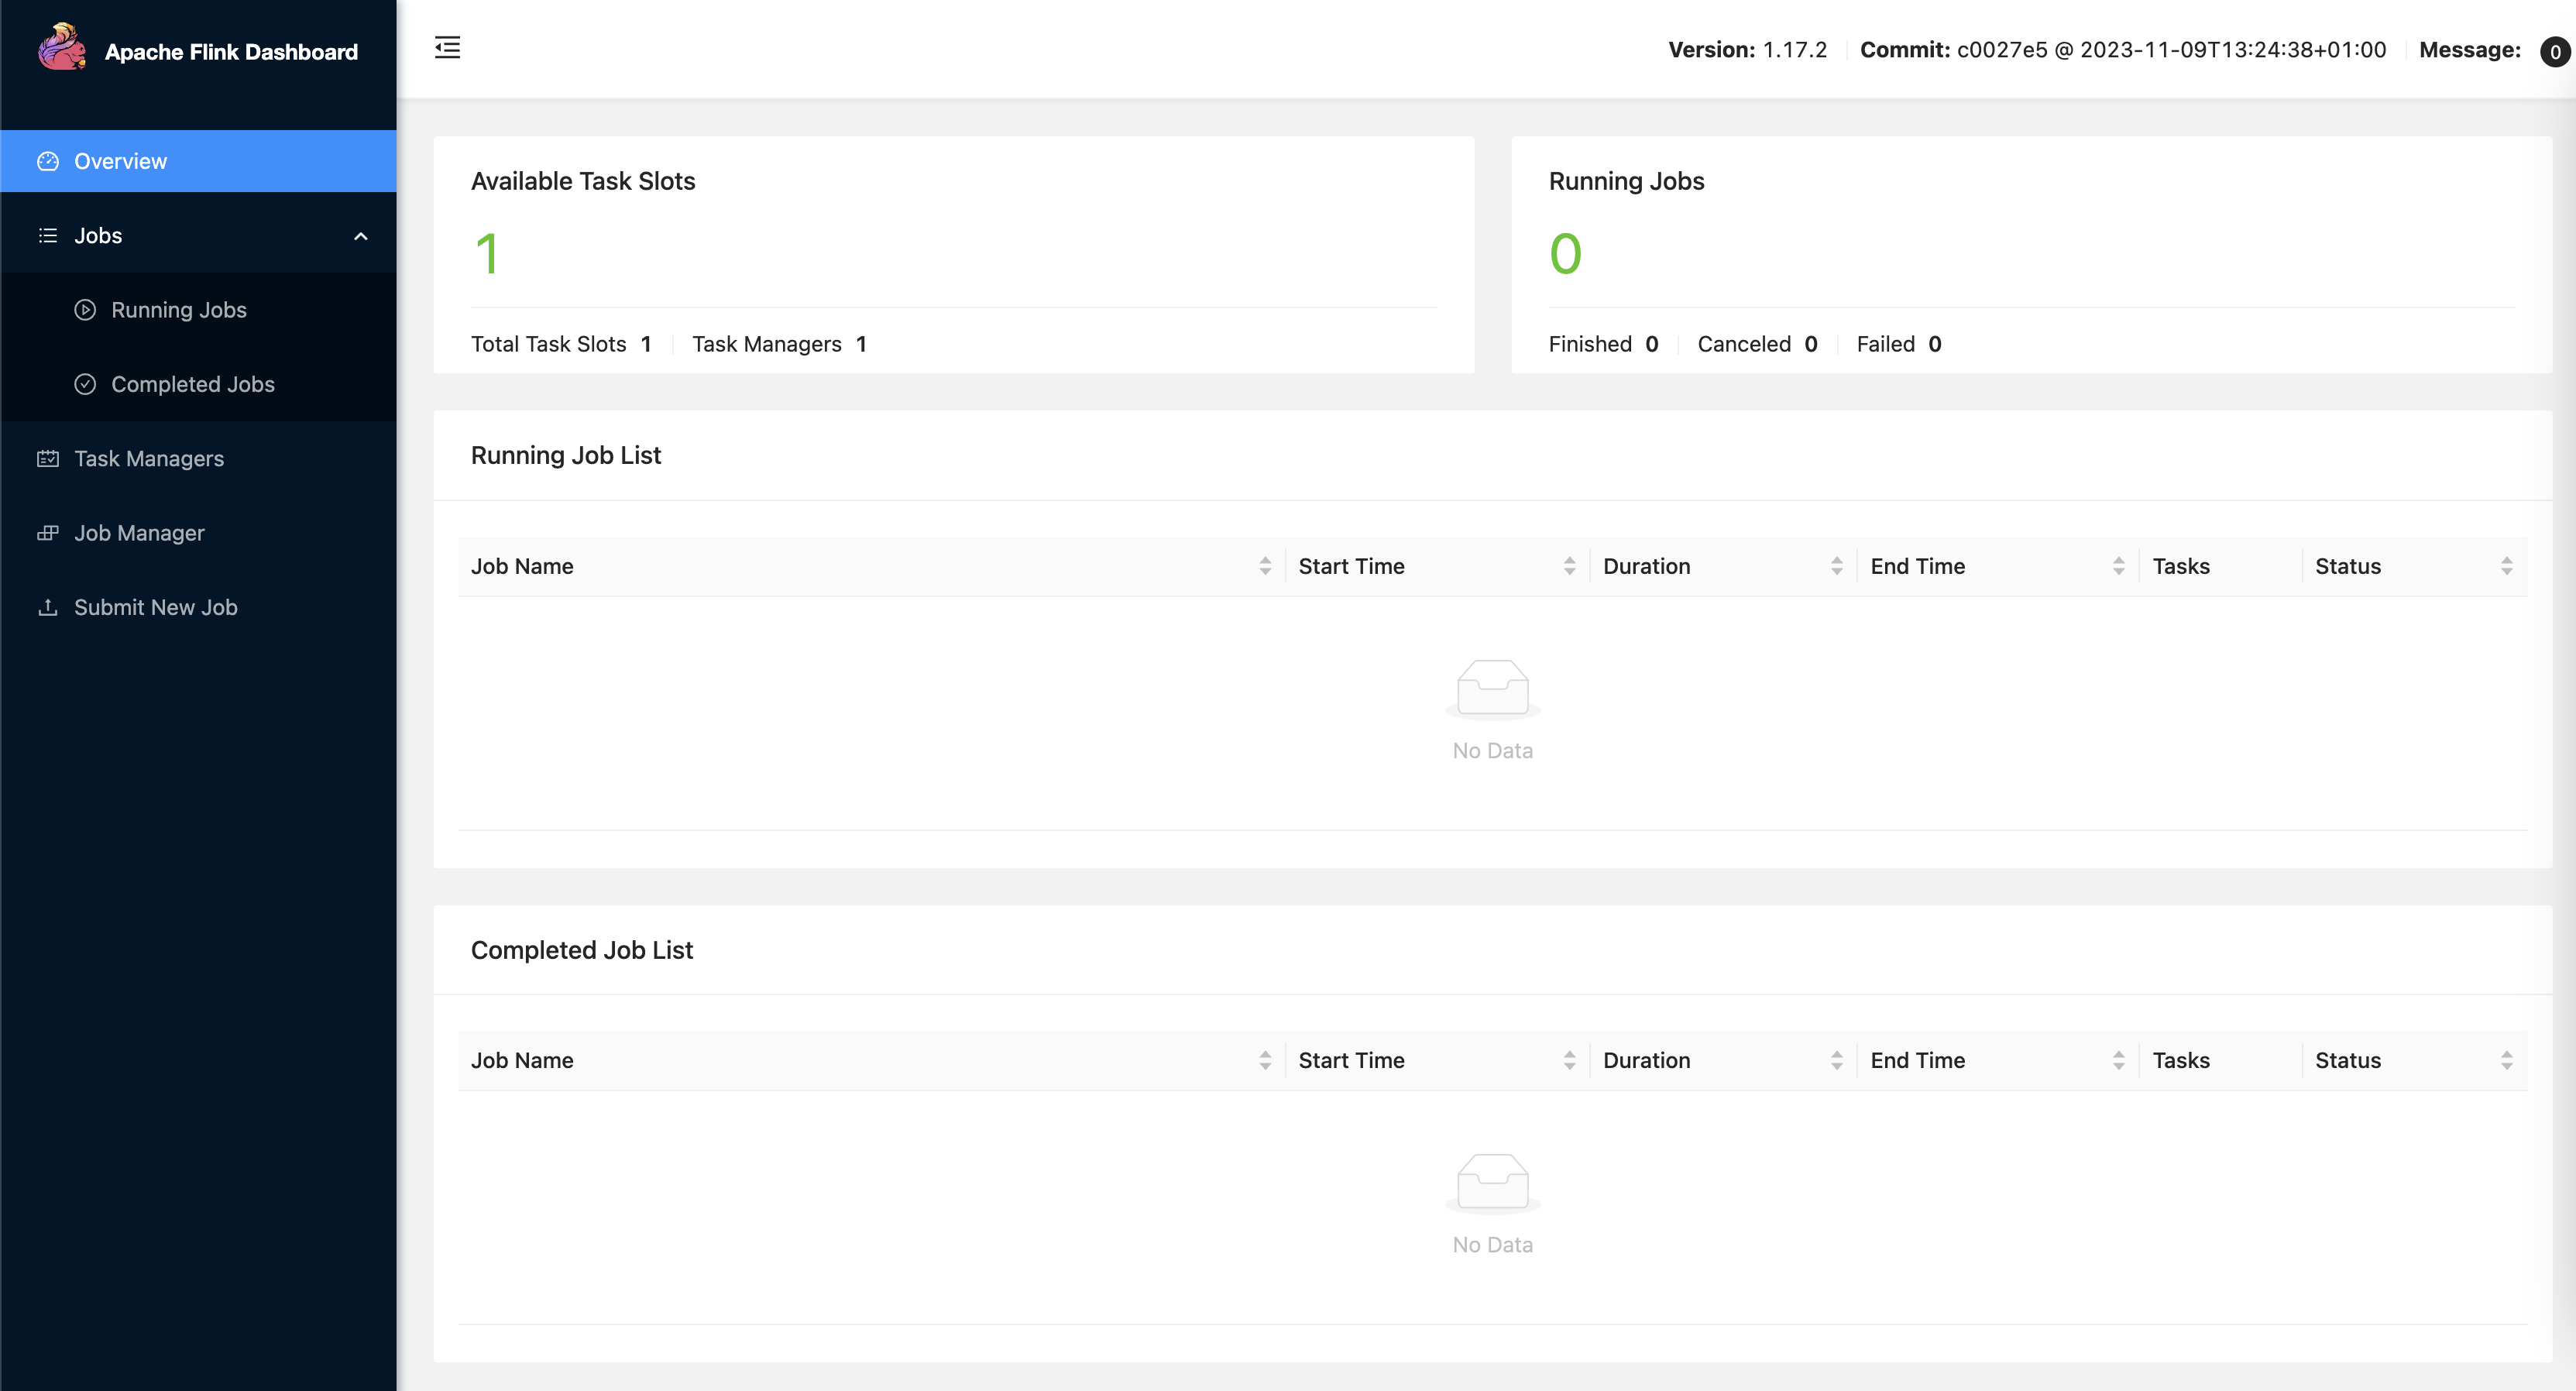 Apache Flink Dashboard
Version: 1.17.2 Commit: c0027e5 @ 2023-11-09T13:24:38+01:00 Message: 0
Overview
Jobs
Running Jobs
Completed Jobs
Task Managers
Job Manager
Submit New Job
Available Task Slots
1
Total Task Slots 1 Task Managers 1
Running Jobs
0
Finished 0 Canceled 0 Failed 0
Running Job List
Job Name Start Time Duration End Time Tasks Status
No Data
Completed Job List
Job Name Start Time Duration End Time Tasks Status
No Data